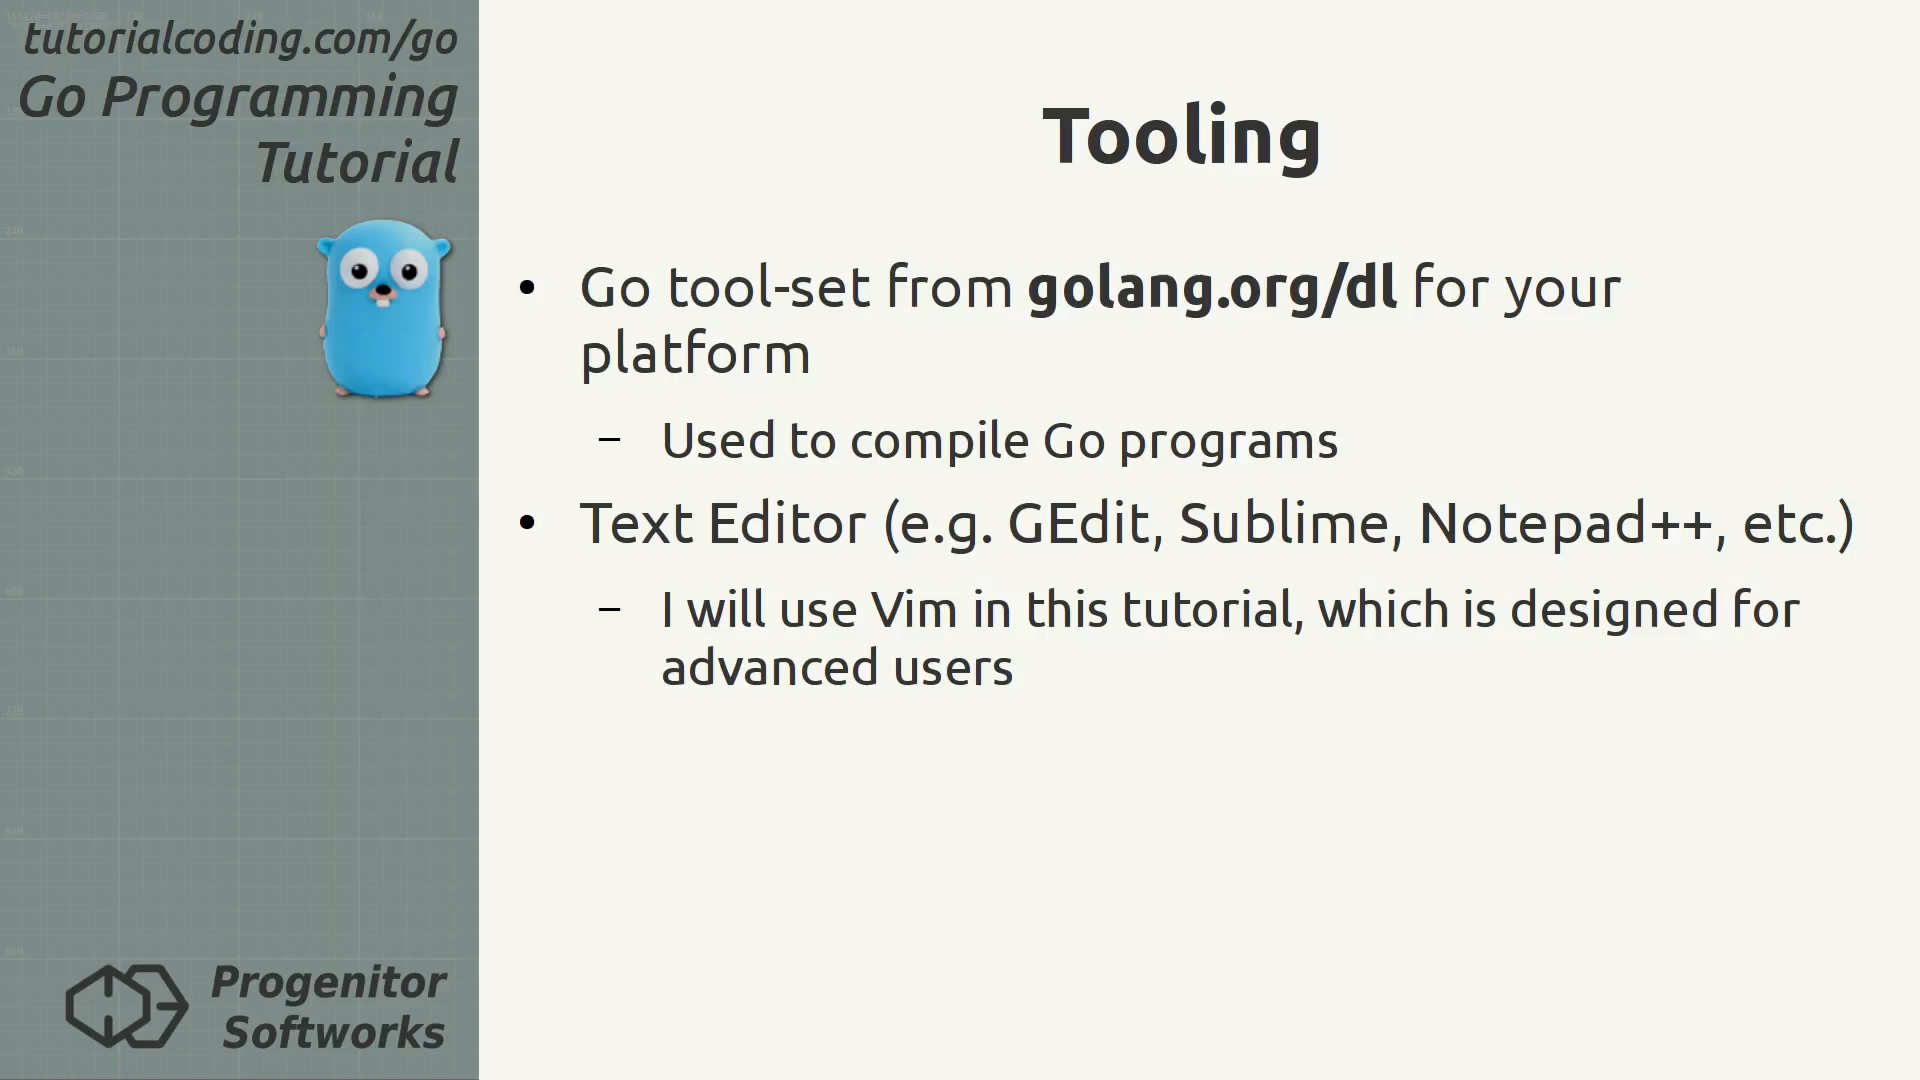 tutorialcoding.com/go
Go Programming
Tutorial
Tooling
• Go tool-set from golang.org/dl for your
platform
– Used to compile Go programs
• Text Editor (e.g. GEdit, Sublime, Notepad++, etc.)
– I will use Vim in this tutorial, which is designed for
advanced users
Progenitor
Softworks